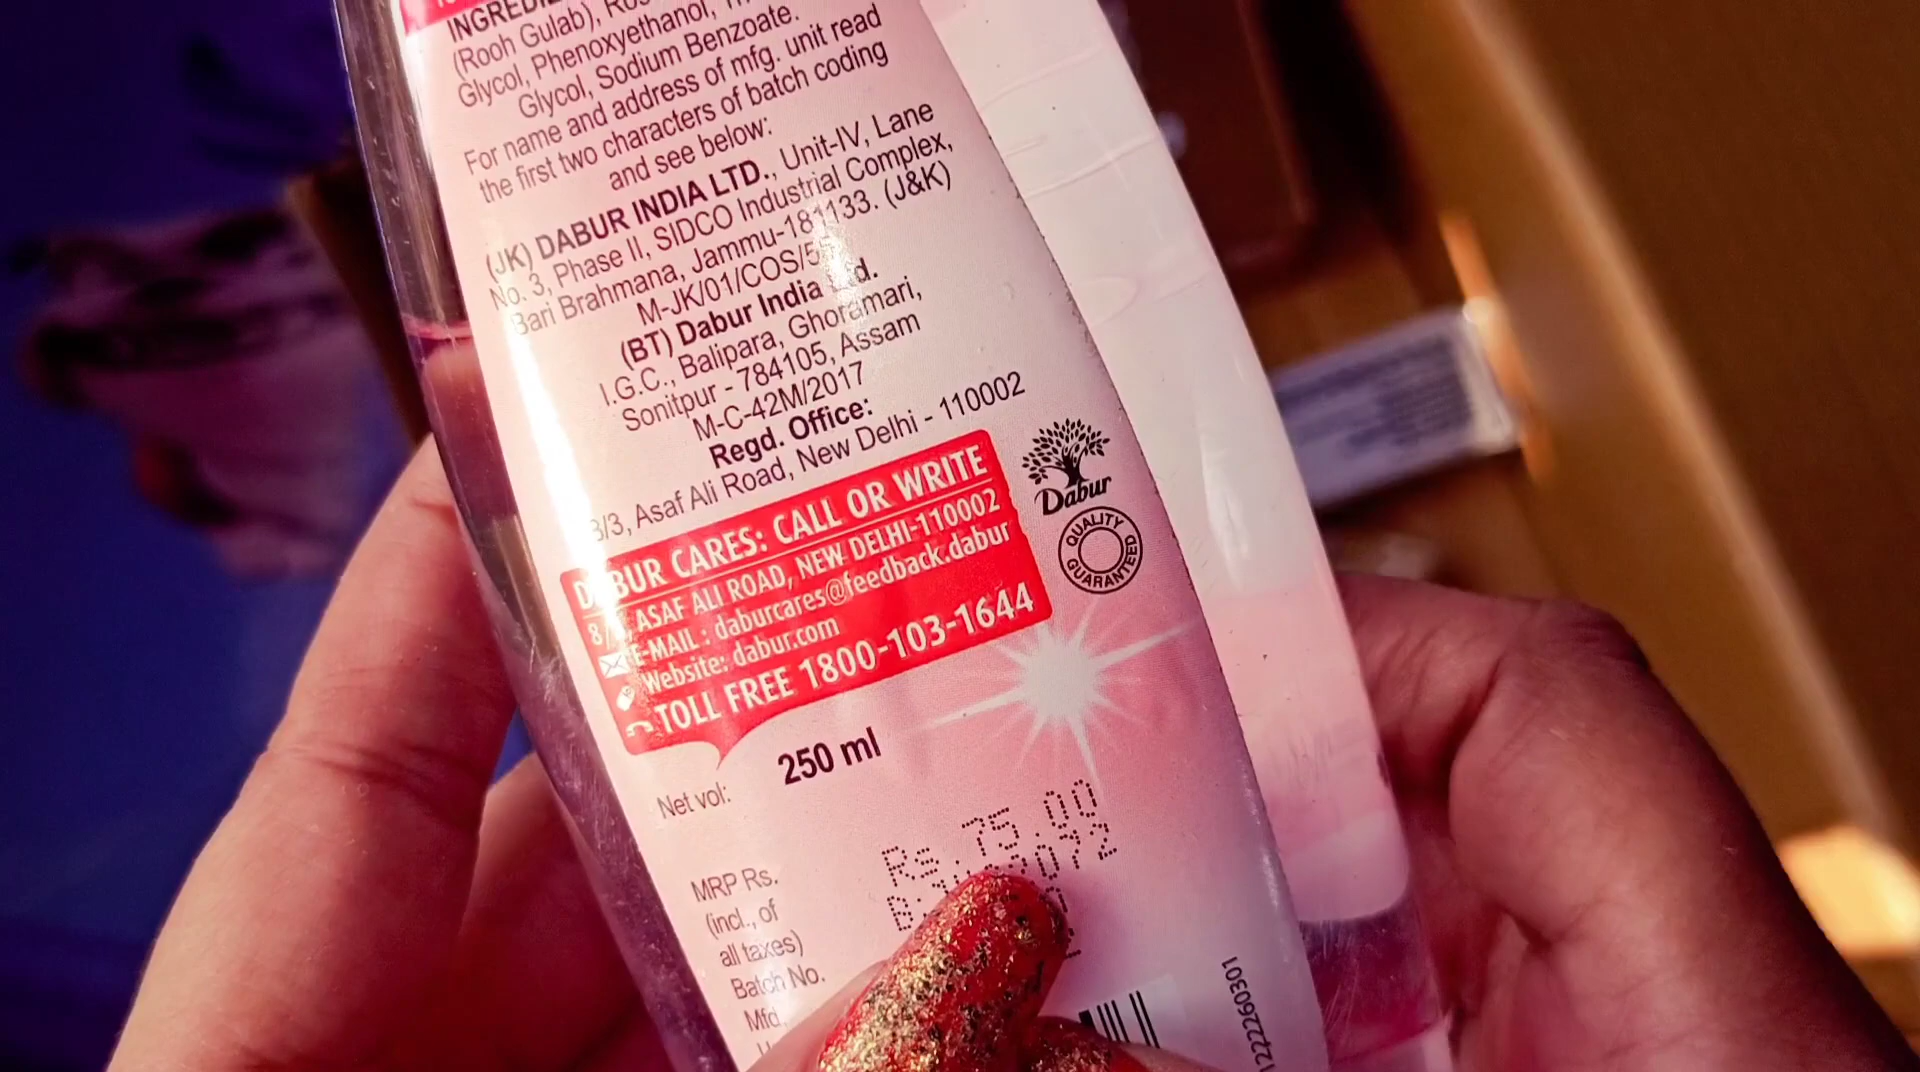 INGREDIE
(Rooh Gulab),
Glycol, Phenoxyethanol,
Glycol, Sodium Benzoate.
For name and address of mfg. unit read
the first two characters of batch coding
and see below:
(JK) DABUR INDIA LTD., Unit-IV, Lane
No. 3, Phase II, SIDCO Industrial Complex,
Bari Brahmana, Jammu-181133. (J&K)
M-JK/01/COS/5
(BT) Dabur India Ltd.
I.G.C., Balipara, Ghoramari,
Sonitpur - 784105, Assam
M-C-42M/2017
Regd. Office:
8/3, Asaf Ali Road, New Delhi - 110002
DABUR CARES: CALL OR WRITE
8/3, ASAF ALI ROAD, NEW DELHI-110002
E-MAIL : daburcares@feedback.dabur
Website: dabur.com
TOLL FREE 1800-103-1644
Dabur
QUALITY GUARANTEED
Net vol: 250 ml
MRP Rs. Rs.75.00
(incl., of
all taxes)
Batch No.
Mfd.